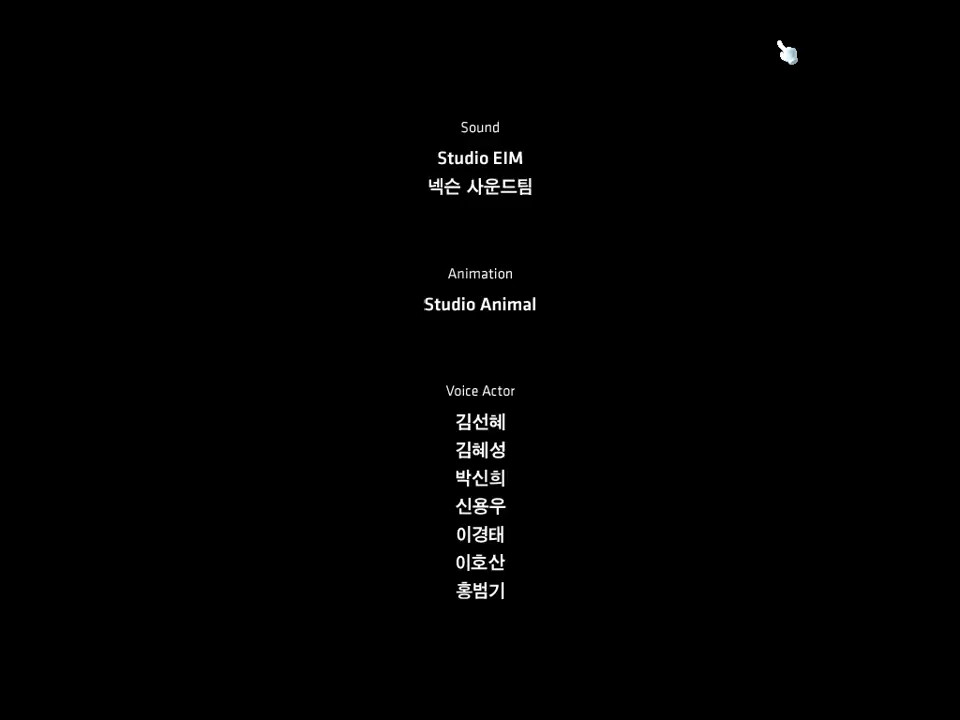 Sound
Studio EIM
넥슨 사운드팀
Animation
Studio Animal
Voice Actor
김선혜
김혜성
박신희
신용우
이경태
이호산
홍범기